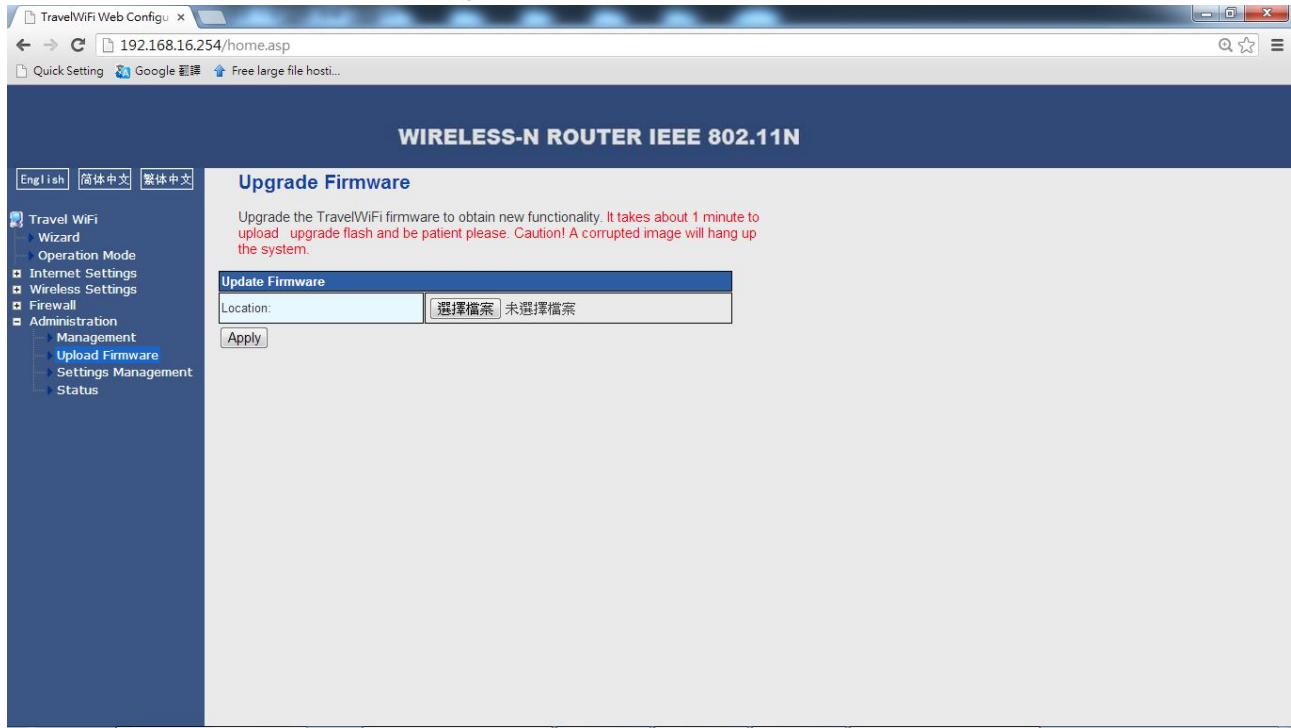 TravelWiFi Web Configu
192.168.16.254/home.asp
Quick Setting Google 翻譯 Free large file hosti...
WIRELESS-N ROUTER IEEE 802.11N
English 简体中文 繁体中文
Travel WiFi
Wizard
Operation Mode
Internet Settings
Wireless Settings
Firewall
Administration
Management
Upload Firmware
Settings Management
Status
Upgrade Firmware
Upgrade the TravelWiFi firmware to obtain new functionality. It takes about 1 minute to
upload upgrade flash and be patient please. Caution! A corrupted image will hang up
the system.
Update Firmware
Location: 選擇檔案 未選擇檔案
Apply